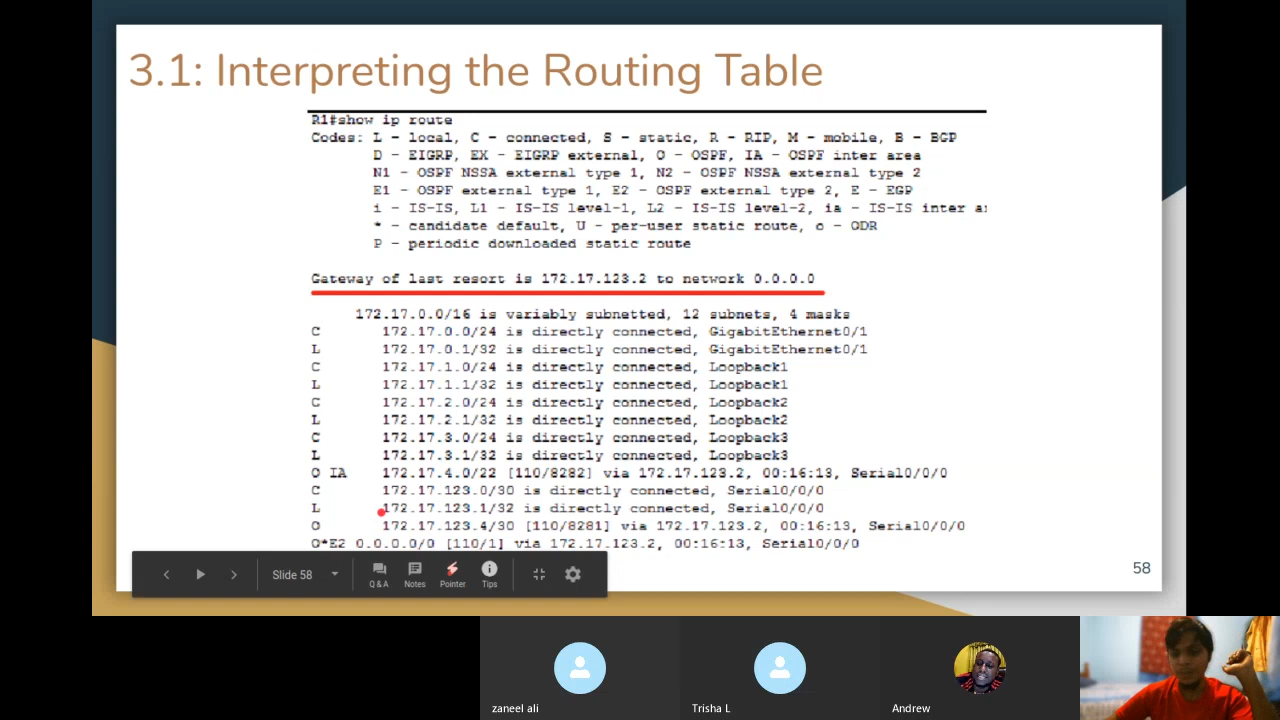 3.1: Interpreting the Routing Table
R1#show ip route
Codes: L - local, C - connected, S - static, R - RIP, M - mobile, B - BGP
D - EIGRP, EX - EIGRP external, O - OSPF, IA - OSPF inter area
N1 - OSPF NSSA external type 1, N2 - OSPF NSSA external type 2
E1 - OSPF external type 1, E2 - OSPF external type 2, E - EGP
i - IS-IS, L1 - IS-IS level-1, L2 - IS-IS level-2, ia - IS-IS inter a
* - candidate default, U - per-user static route, o - ODR
P - periodic downloaded static route
Gateway of last resort is 172.17.123.2 to network 0.0.0.0
172.17.0.0/16 is variably subnetted, 12 subnets, 4 masks
C 172.17.0.0/24 is directly connected, GigabitEthernet0/1
L 172.17.0.1/32 is directly connected, GigabitEthernet0/1
C 172.17.1.0/24 is directly connected, Loopback1
L 172.17.1.1/32 is directly connected, Loopback1
C 172.17.2.0/24 is directly connected, Loopback2
L 172.17.2.1/32 is directly connected, Loopback2
C 172.17.3.0/24 is directly connected, Loopback3
L 172.17.3.1/32 is directly connected, Loopback3
O IA 172.17.4.0/22 [110/8282] via 172.17.123.2, 00:16:13, Serial0/0/0
C 172.17.123.0/30 is directly connected, Serial0/0/0
L 172.17.123.1/32 is directly connected, Serial0/0/0
O 172.17.123.4/30 [110/8281] via 172.17.123.2, 00:16:13, Serial0/0/0
O*E2 0.0.0.0/0 [110/1] via 172.17.123.2, 00:16:13, Serial0/0/0
58
Slide 58
Q & A
Notes
Pointer
Tips
zaneel ali
Trisha L
Andrew